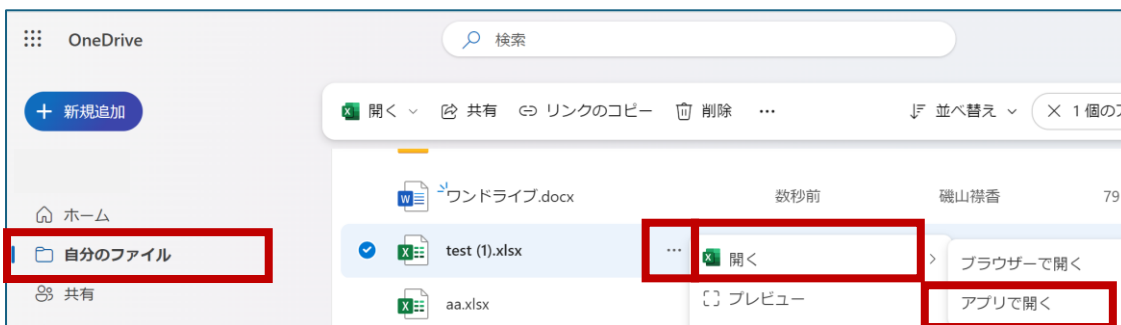 OneDrive
検索
新規追加
開く 共有 リンクのコピー 削除 ... 並べ替え 1個の
ワンドライブ.docx 数秒前 磯山襟香 79
ホーム
自分のファイル
test (1).xlsx ... 開く ブラウザーで開く
共有
aa.xlsx プレビュー アプリで開く